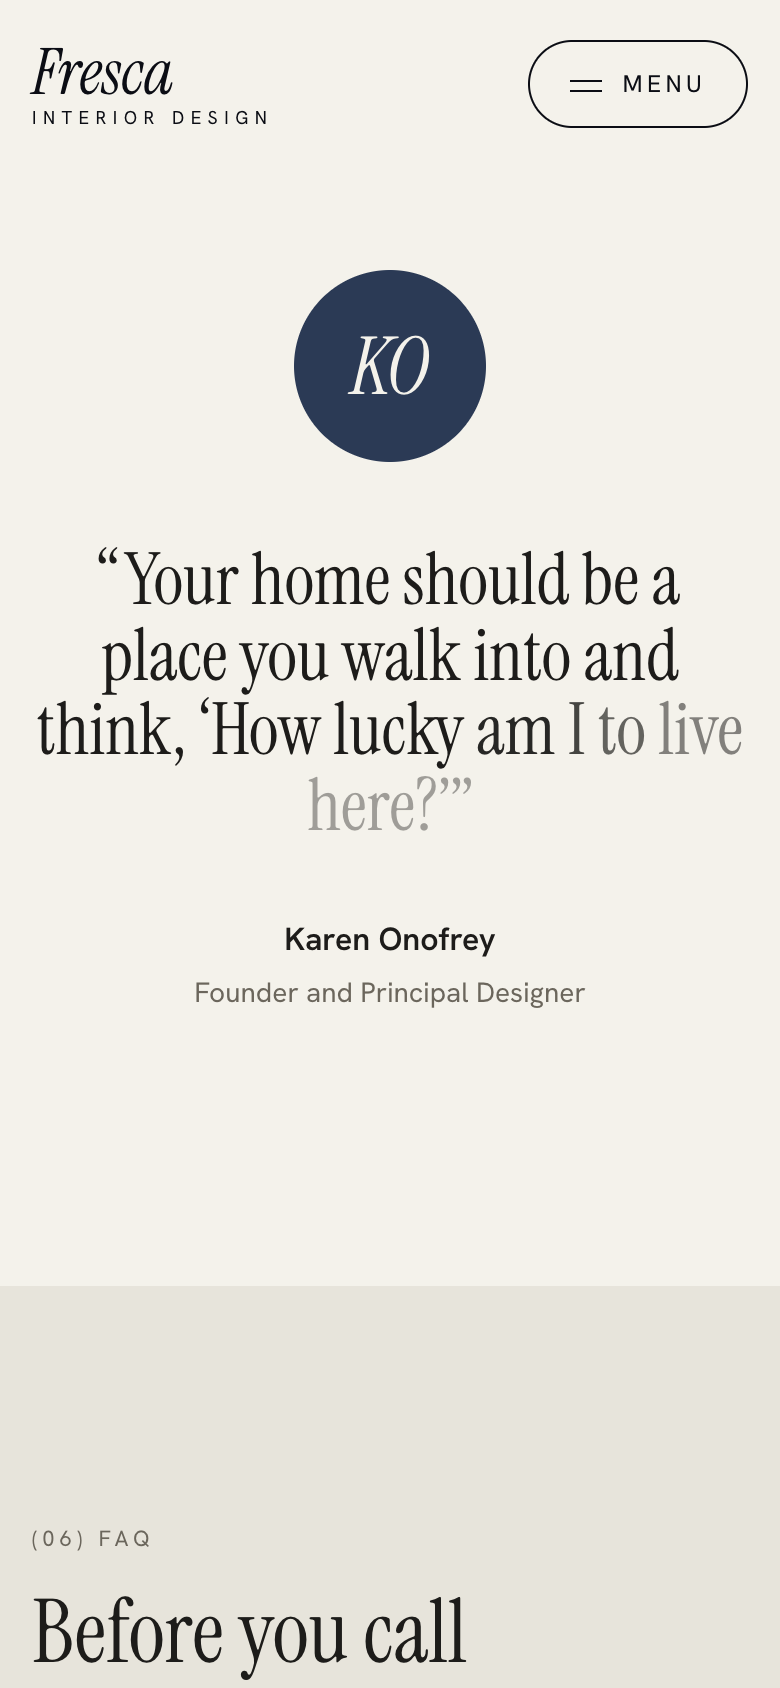 Fresca
INTERIOR DESIGN
MENU
KO
“Your home should be a
place you walk into and
think, ‘How lucky am I to live
here?’”
Karen Onofrey
Founder and Principal Designer
(06) FAQ
Before you call